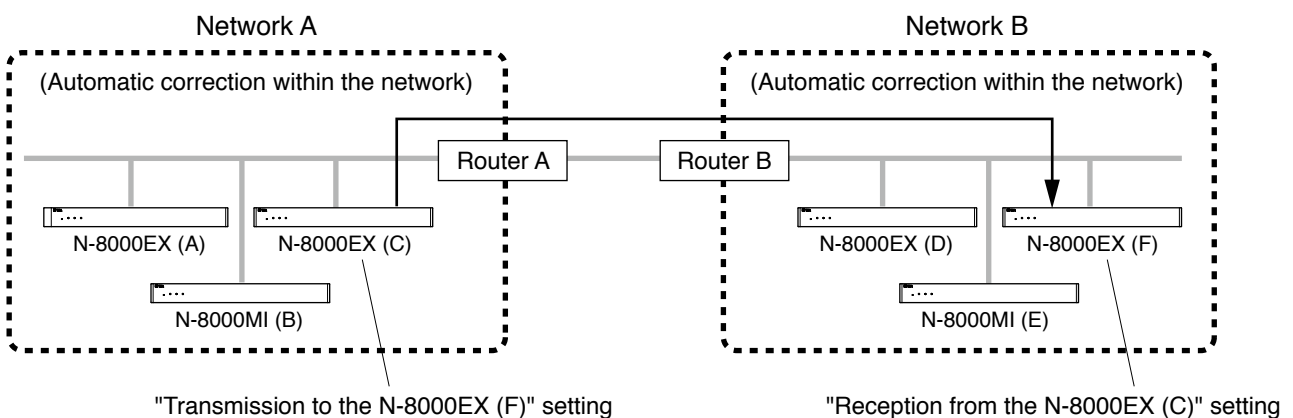 Network A
Network B
(Automatic correction within the network)
(Automatic correction within the network)
Router A
Router B
N-8000EX (A)
N-8000EX (C)
N-8000EX (D)
N-8000EX (F)
N-8000MI (B)
N-8000MI (E)
"Transmission to the N-8000EX (F)" setting
"Reception from the N-8000EX (C)" setting